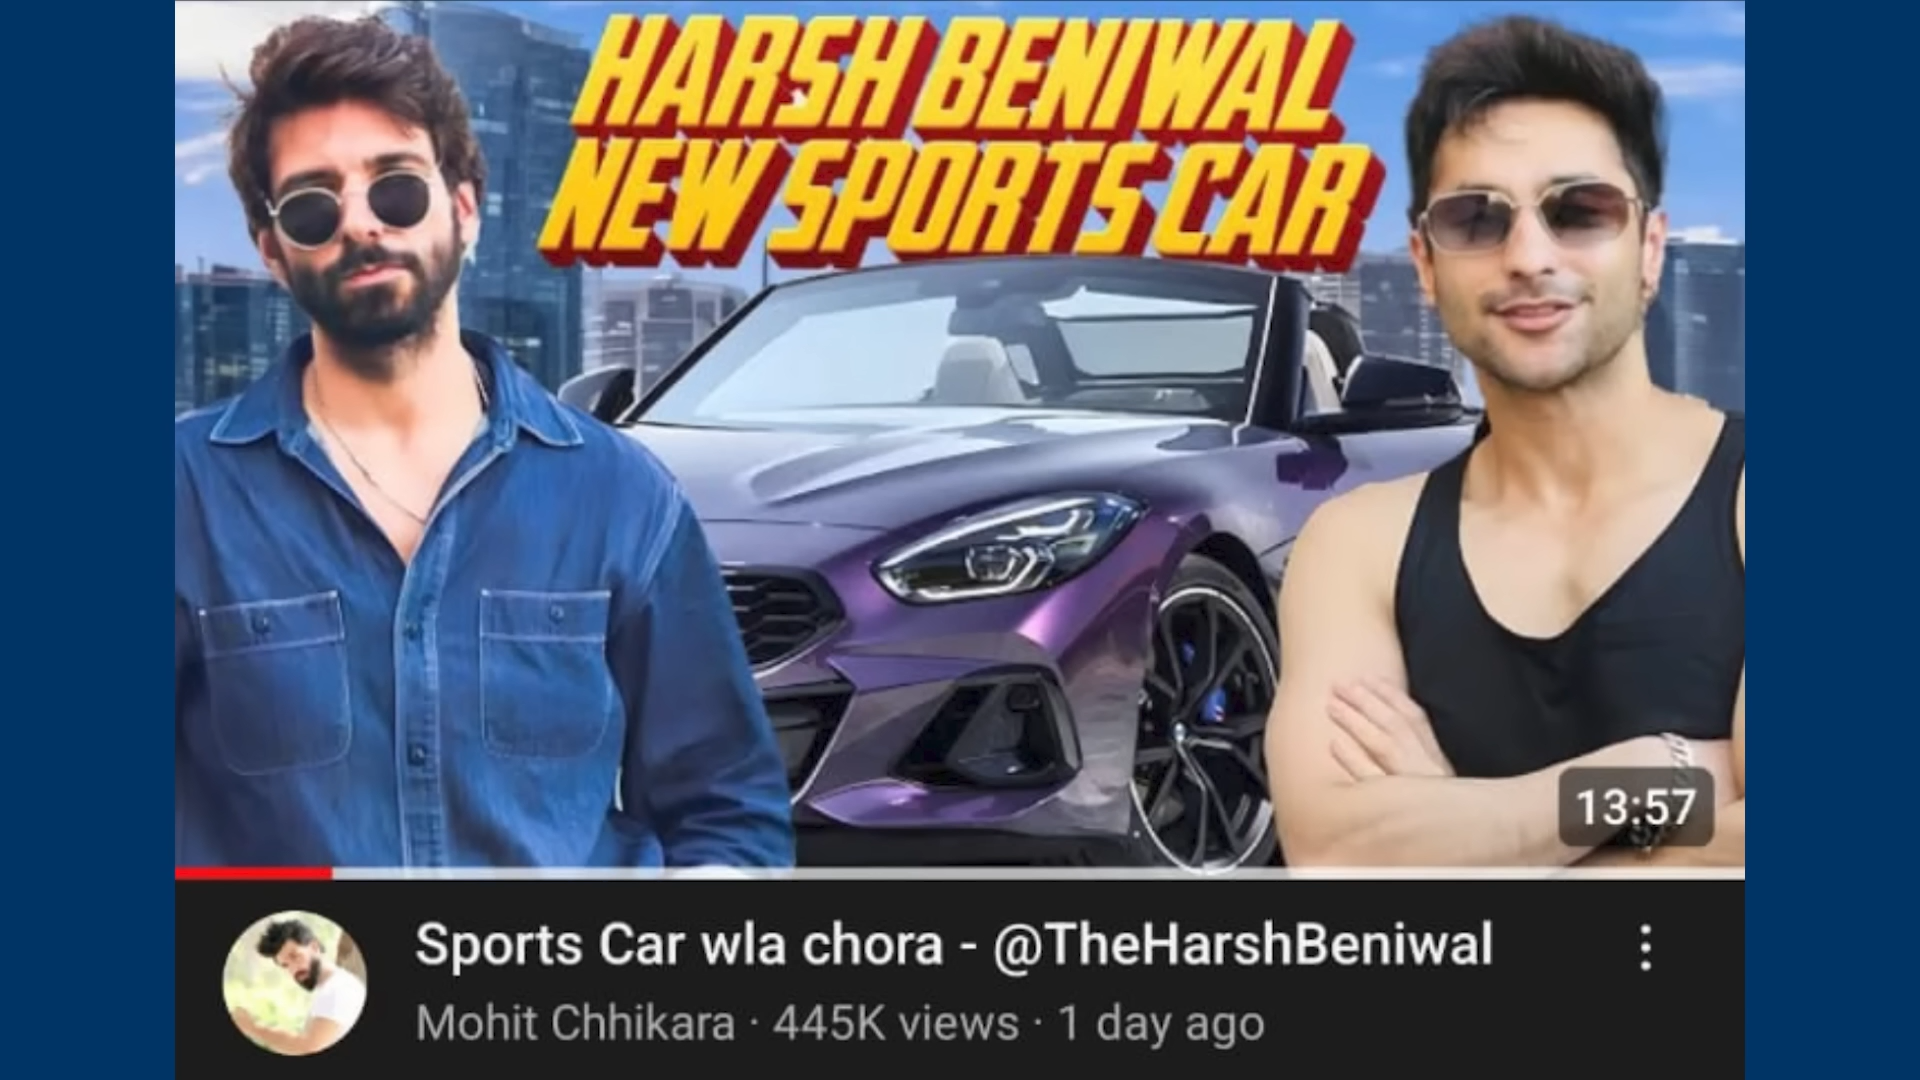 HARSH BENIWAL
NEW SPORTS CAR
13:57
Sports Car wla chora - @TheHarshBeniwal
Mohit Chhikara · 445K views · 1 day ago